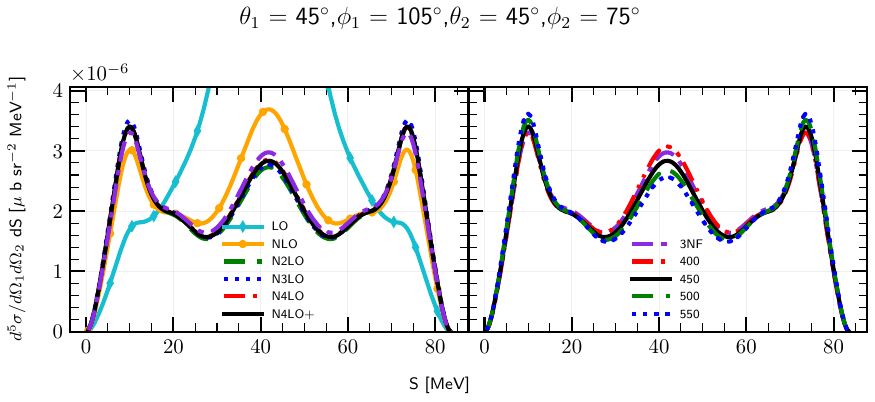 θ₁ = 45°,ϕ₁ = 105°,θ₂ = 45°,ϕ₂ = 75°
×10⁻⁶
d⁵σ/dΩ₁dΩ₂ dS [μ b sr⁻² MeV⁻¹]
4
3
2
1
0
LO
NLO
N2LO
N3LO
N4LO
N4LO+
3NF
400
450
500
550
0 20 40 60 80 0 20 40 60 80
S [MeV]